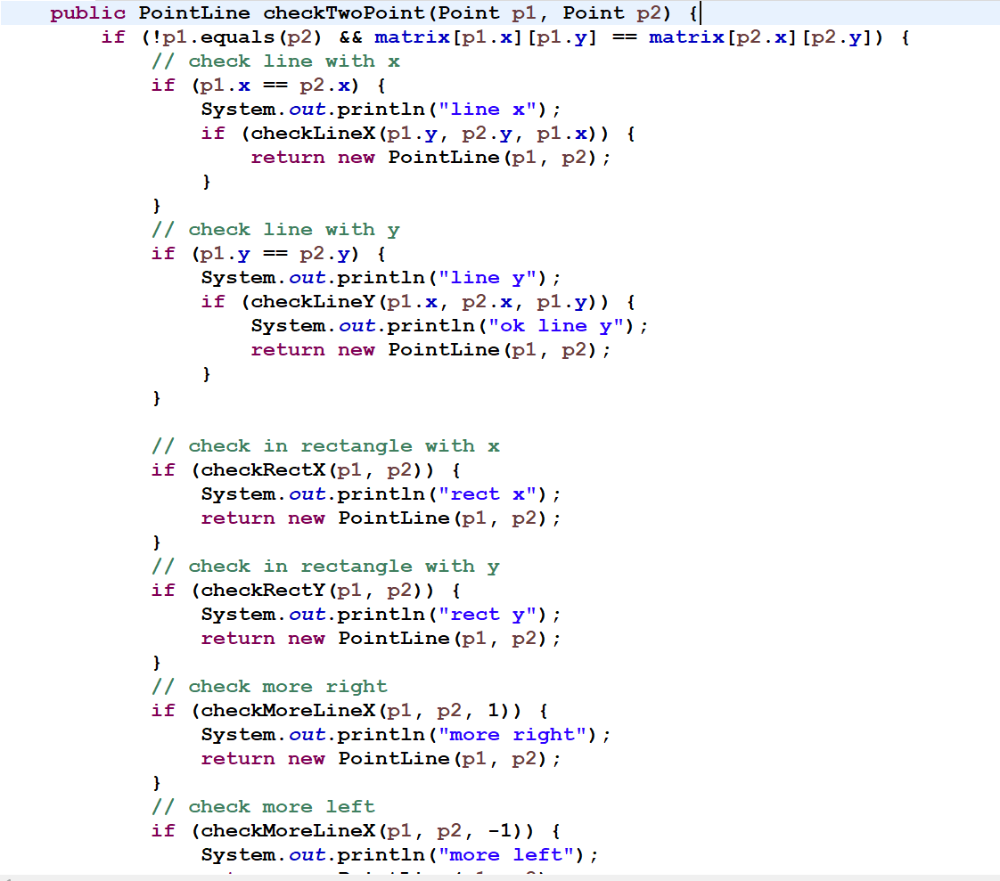 public PointLine checkTwoPoint(Point p1, Point p2) {
if (!p1.equals(p2) && matrix[p1.x][p1.y] == matrix[p2.x][p2.y]) {
// check line with x
if (p1.x == p2.x) {
System.out.println("line x");
if (checkLineX(p1.y, p2.y, p1.x)) {
return new PointLine(p1, p2);
}
}
// check line with y
if (p1.y == p2.y) {
System.out.println("line y");
if (checkLineY(p1.x, p2.x, p1.y)) {
System.out.println("ok line y");
return new PointLine(p1, p2);
}
}
// check in rectangle with x
if (checkRectX(p1, p2)) {
System.out.println("rect x");
return new PointLine(p1, p2);
}
// check in rectangle with y
if (checkRectY(p1, p2)) {
System.out.println("rect y");
return new PointLine(p1, p2);
}
// check more right
if (checkMoreLineX(p1, p2, 1)) {
System.out.println("more right");
return new PointLine(p1, p2);
}
// check more left
if (checkMoreLineX(p1, p2, -1)) {
System.out.println("more left");